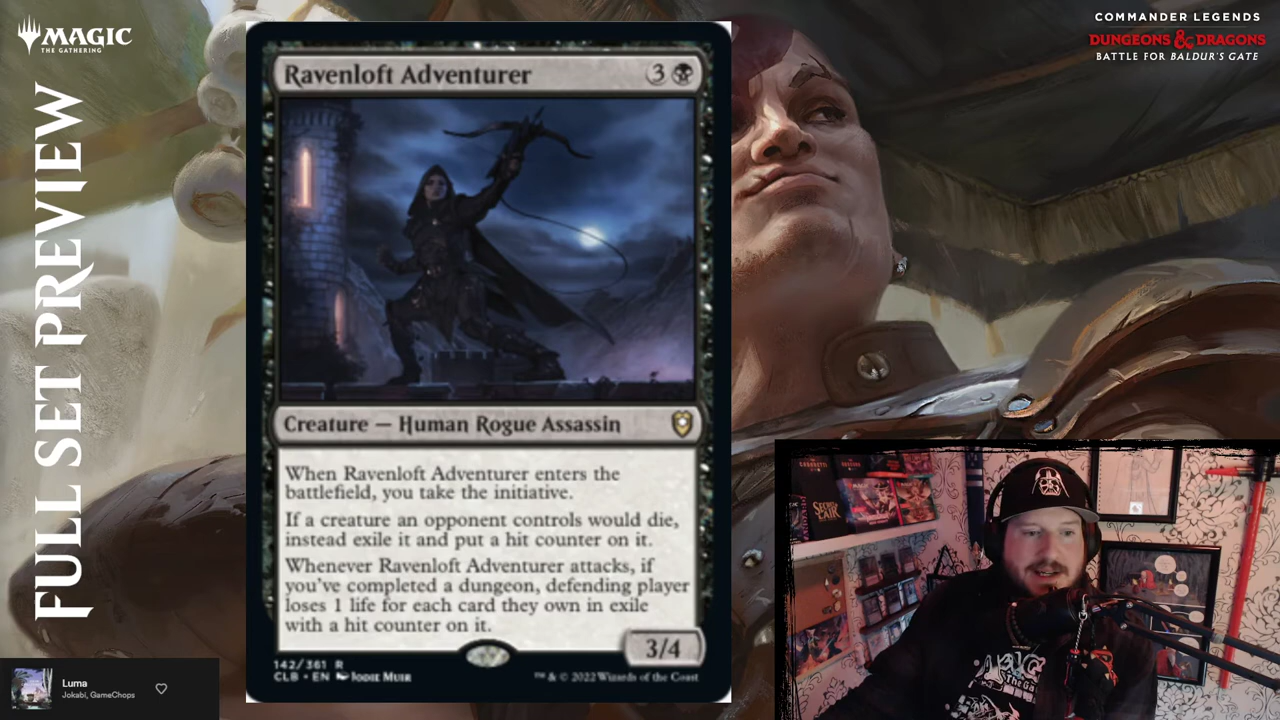 MAGIC
THE GATHERING
FULL SET PREVIEW
COMMANDER LEGENDS
DUNGEONS & DRAGONS
BATTLE FOR BALDUR'S GATE
Ravenloft Adventurer 3
Creature — Human Rogue Assassin
When Ravenloft Adventurer enters the
battlefield, you take the initiative.
If a creature an opponent controls would die,
instead exile it and put a hit counter on it.
Whenever Ravenloft Adventurer attacks, if
you've completed a dungeon, defending player
loses 1 life for each card they own in exile
with a hit counter on it.
3/4
142/361 R
CLB • EN Jodie Muir
™ & © 2022 Wizards of the Coast
SECRET
LAIR
Luma
Jokabi, GameChops